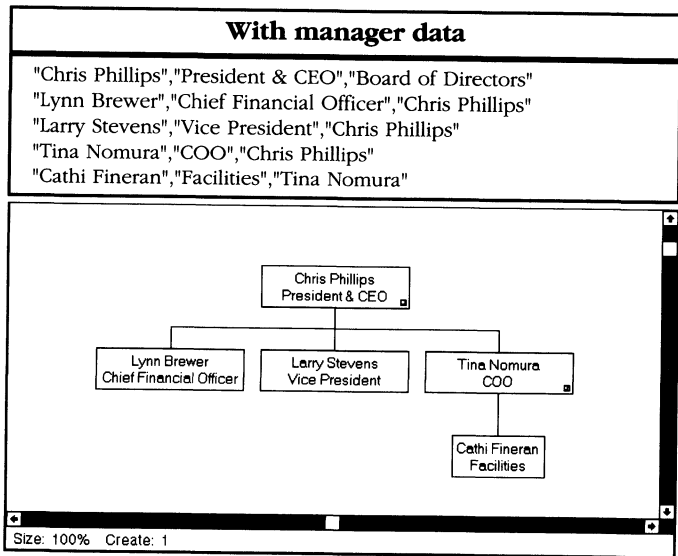 With manager data
"Chris Phillips","President & CEO","Board of Directors"
"Lynn Brewer","Chief Financial Officer","Chris Phillips"
"Larry Stevens","Vice President","Chris Phillips"
"Tina Nomura","COO","Chris Phillips"
"Cathi Fineran","Facilities","Tina Nomura"
Chris Phillips
President & CEO
Lynn Brewer
Chief Financial Officer
Larry Stevens
Vice President
Tina Nomura
COO
Cathi Fineran
Facilities
Size: 100% Create: 1